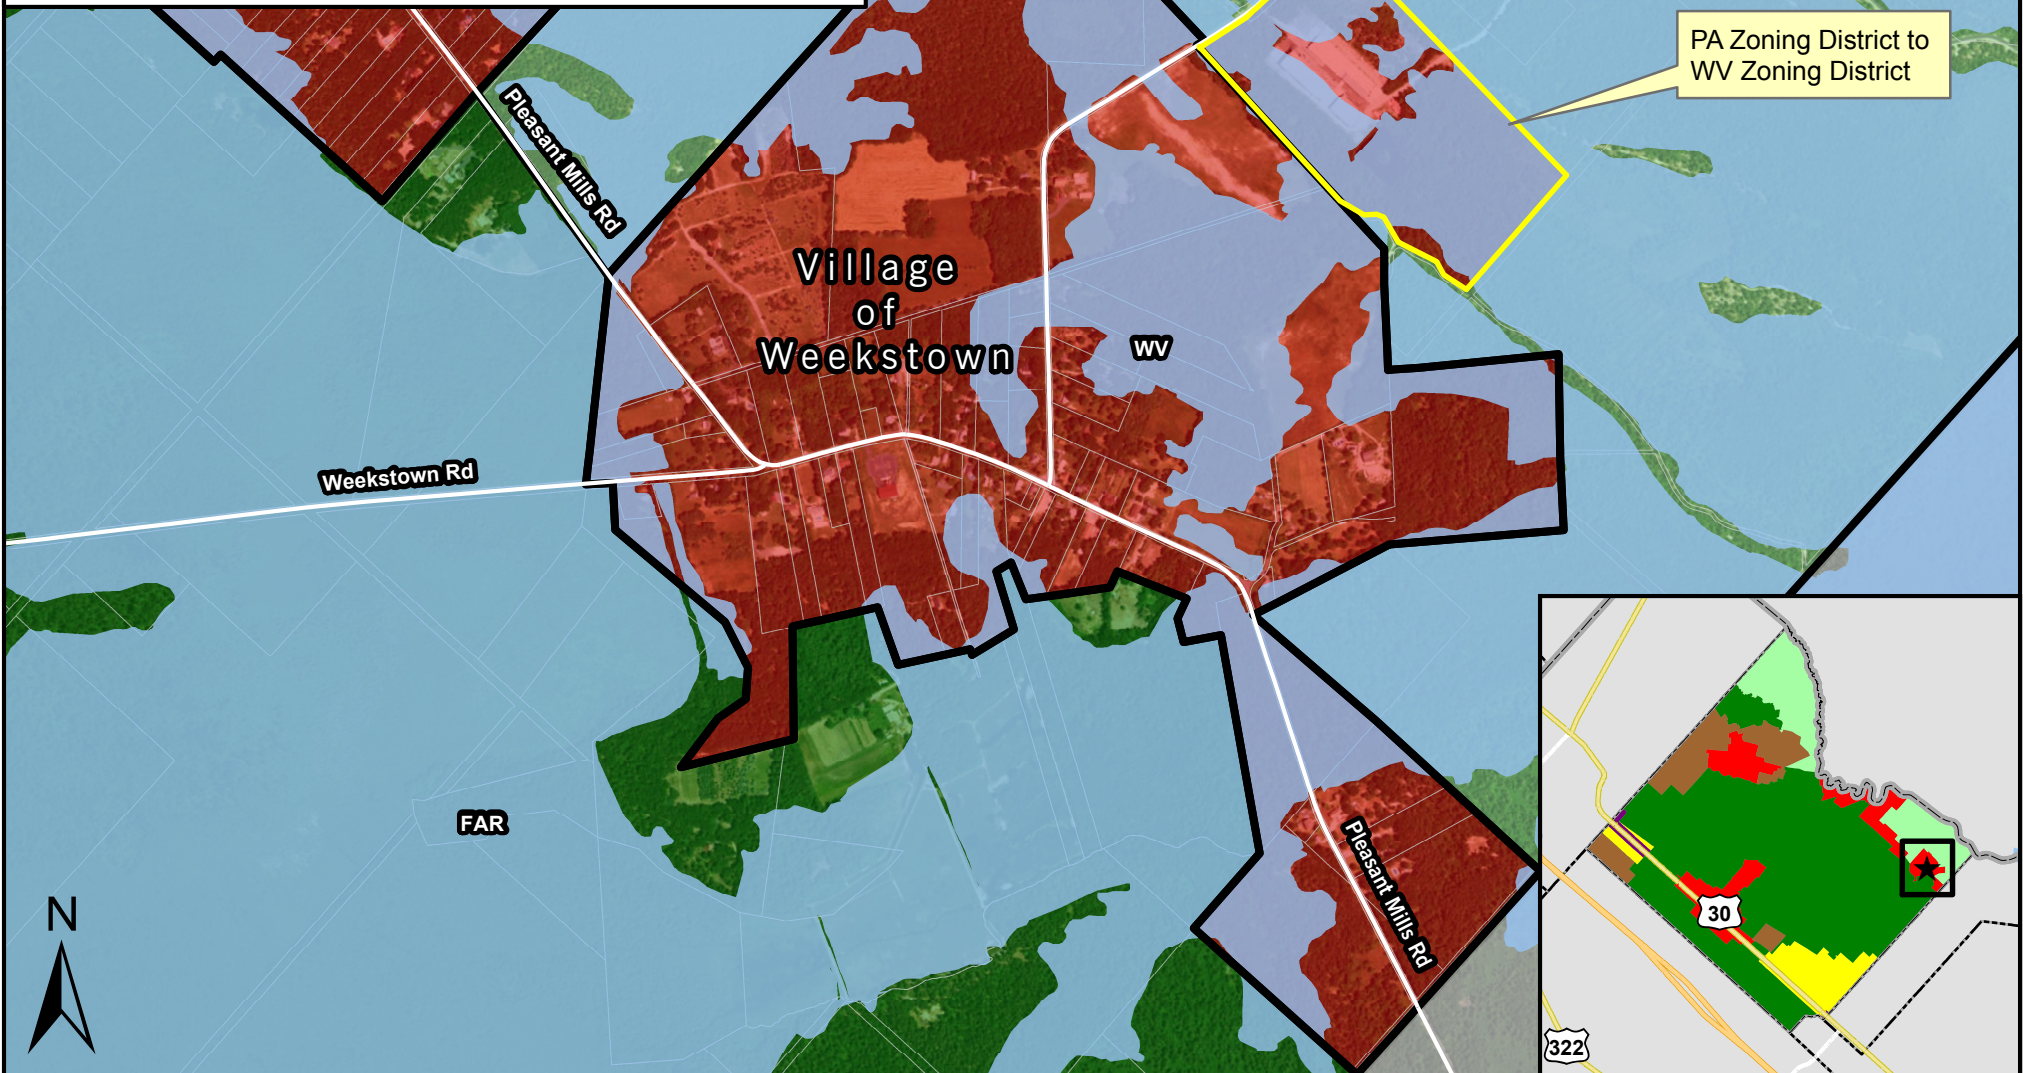 PA Zoning District to
WV Zoning District
Pleasant Mills Rd
Village
of
Weekstown
WV
Weekstown Rd
FAR
Pleasant Mills Rd
N
30
322